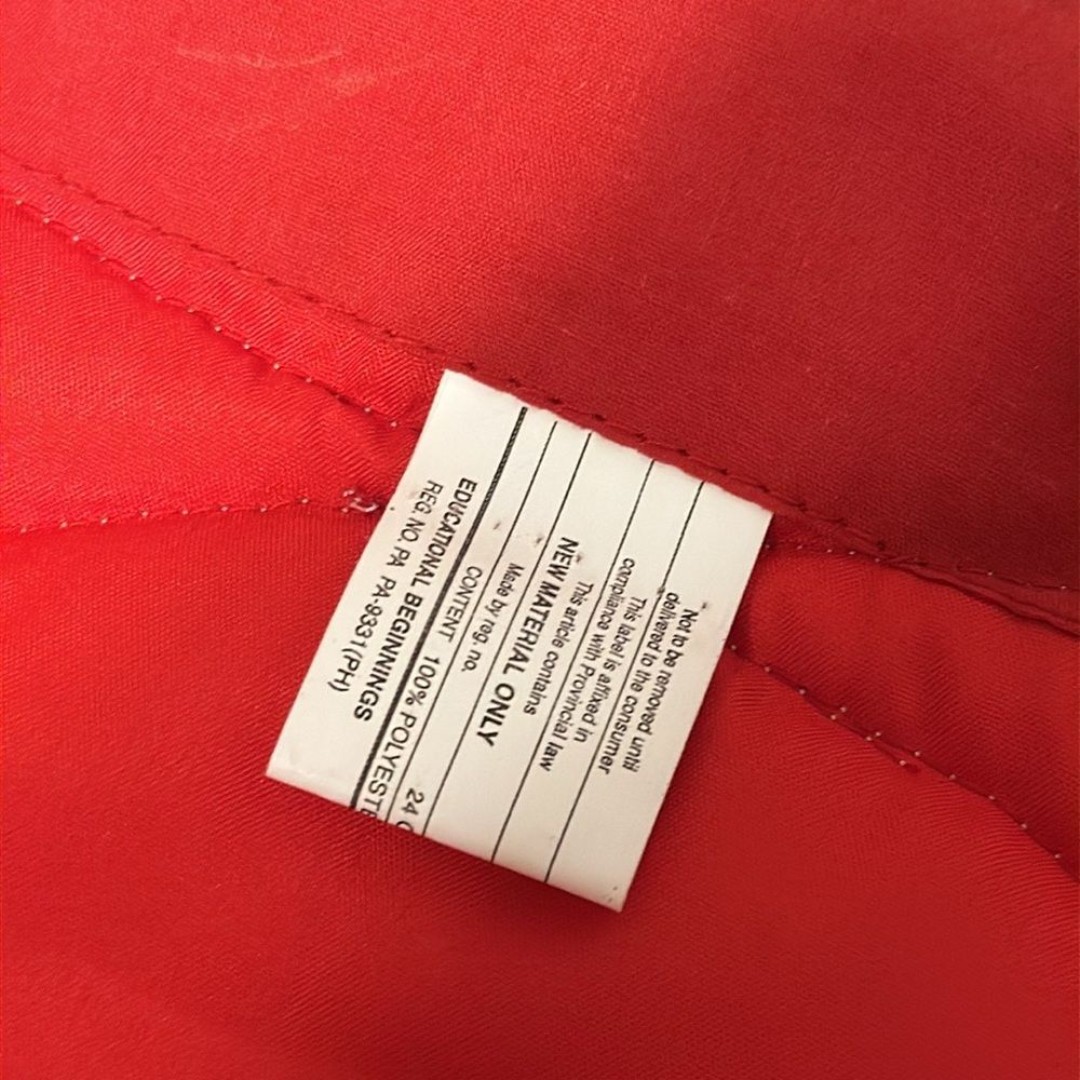 Not to be removed until
delivered to the consumer
This label is affixed in
compliance with Provincial law
This article contains
NEW MATERIAL ONLY
Made by reg. no. 24
CONTENT 100% POLYESTE
EDUCATIONAL BEGINNINGS
REG. NO. PA PA-9331(PH)